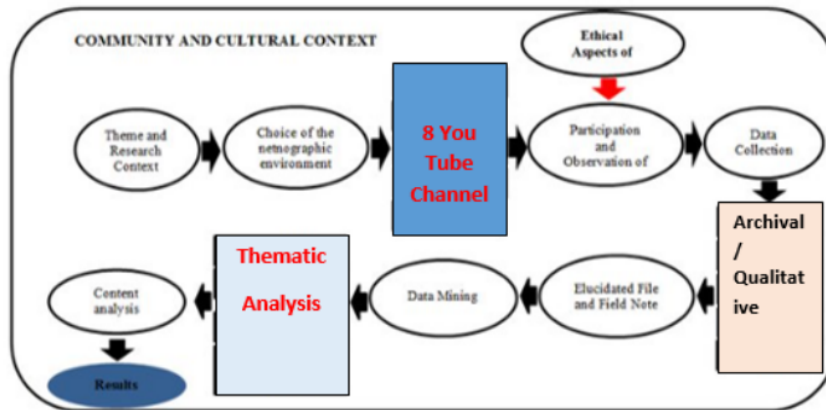 COMMUNITY AND CULTURAL CONTEXT
Ethical
Aspects of
Theme and
Research
Context
Choice of the
netnographic
environment
8 You
Tube
Channel
Participation
and
Observation of
Data
Collection
Archival
/
Qualitat
ive
Elucidated File
and Field Note
Data Mining
Thematic
Analysis
Content
analysis
Results